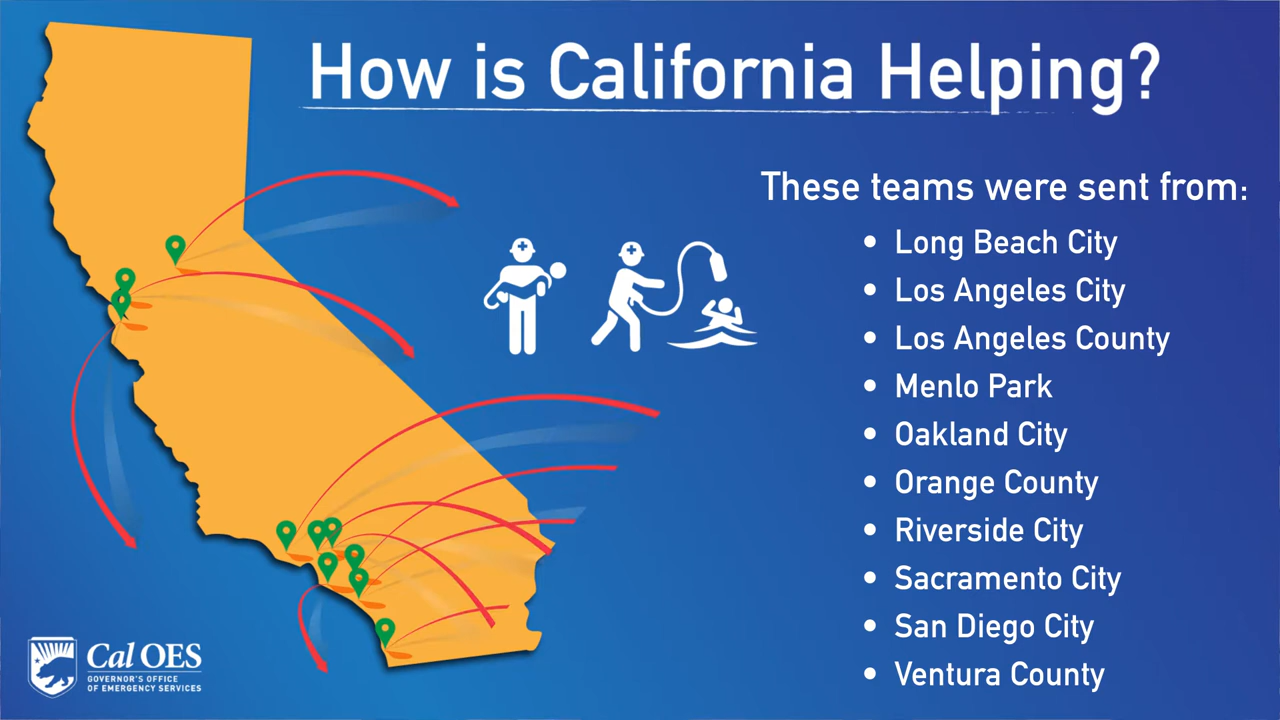 How is California Helping?
These teams were sent from:
• Long Beach City
• Los Angeles City
• Los Angeles County
• Menlo Park
• Oakland City
• Orange County
• Riverside City
• Sacramento City
• San Diego City
• Ventura County
Cal OES
GOVERNOR'S OFFICE
OF EMERGENCY SERVICES